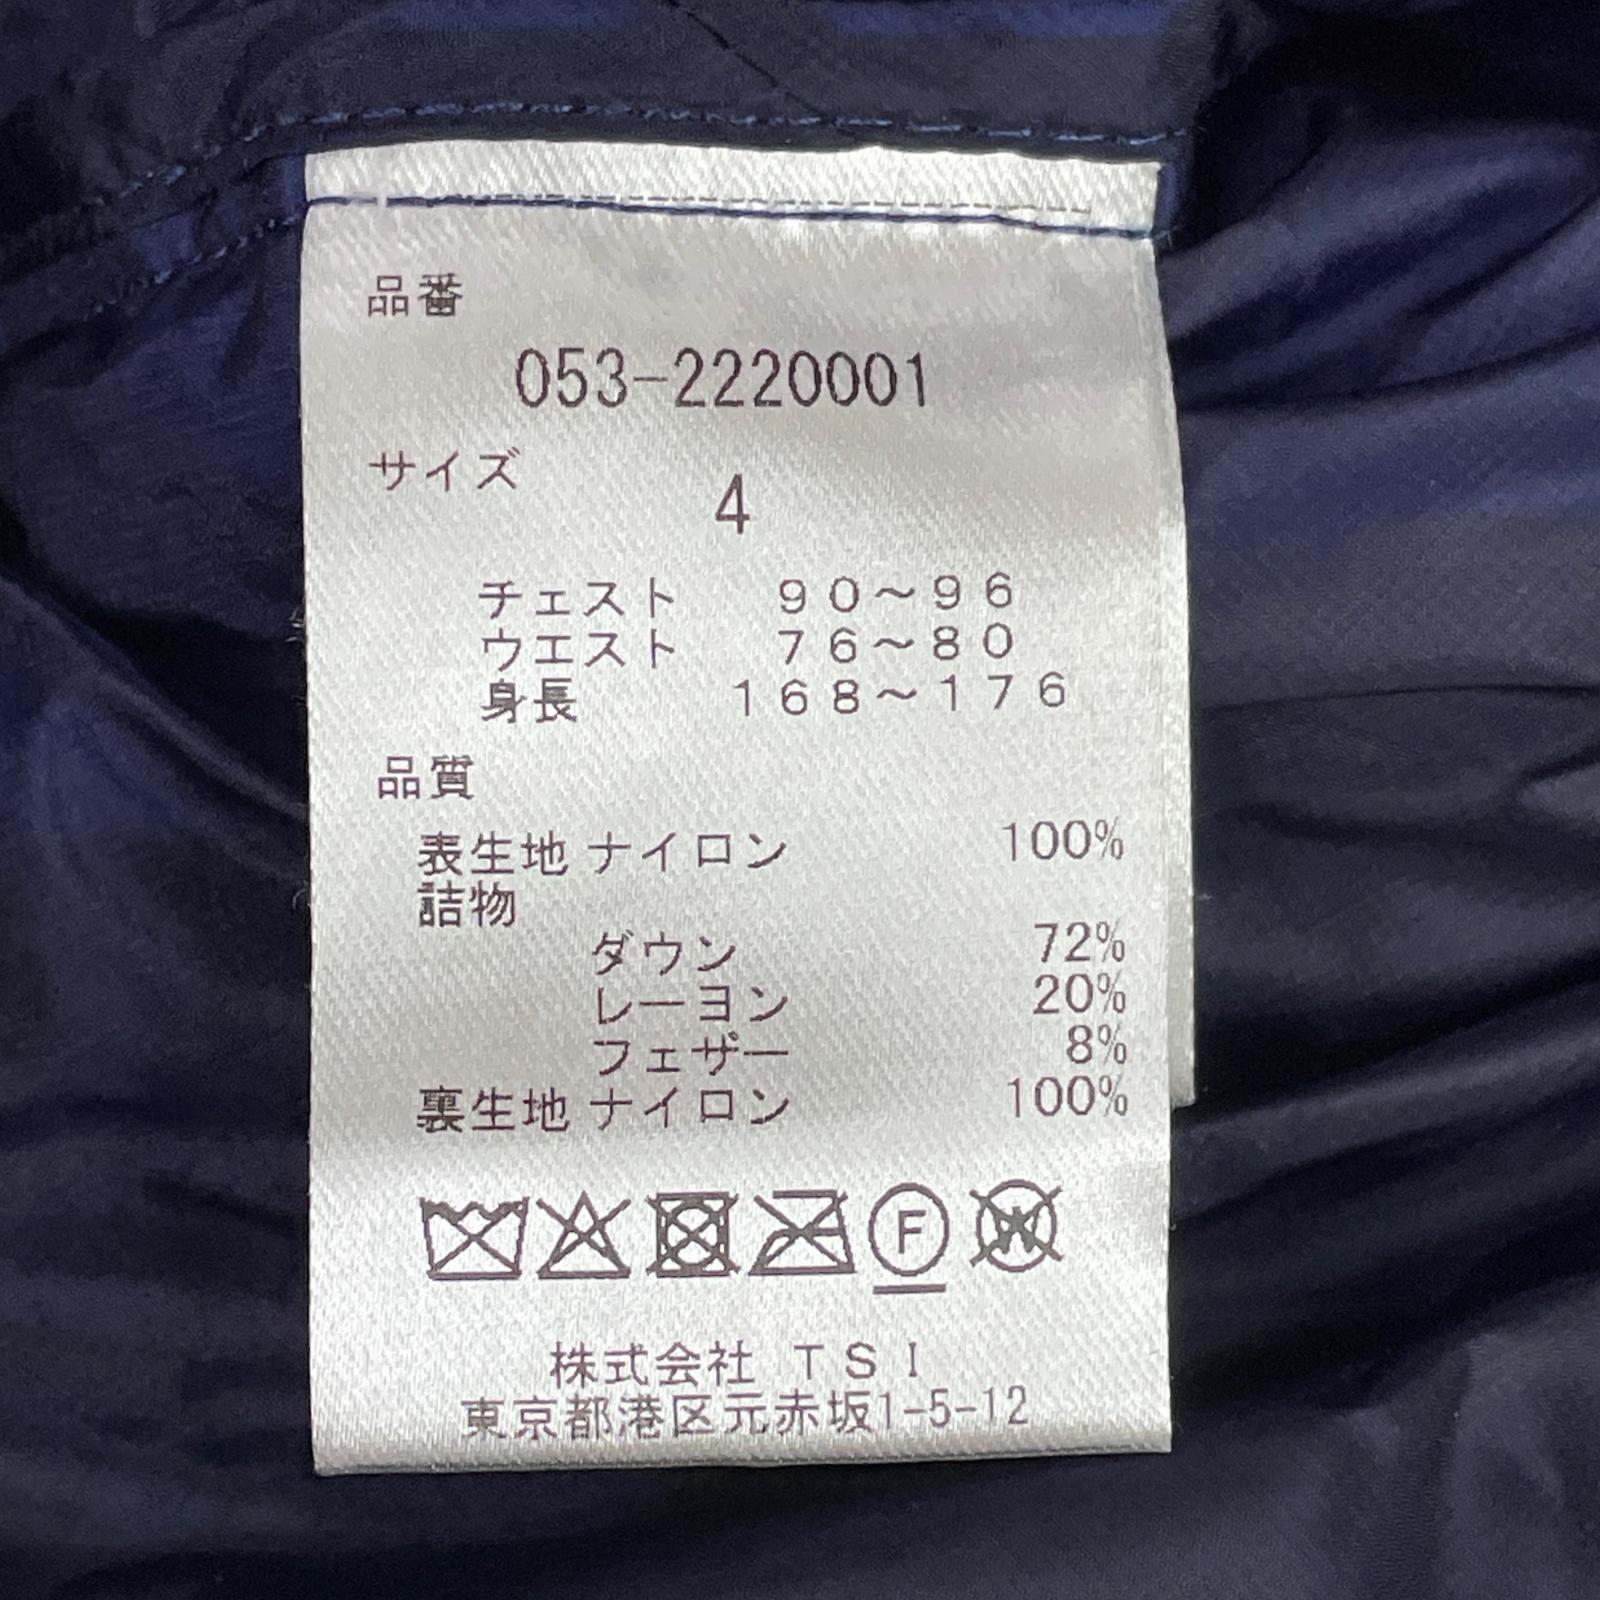 品番
053-2220001
サイズ
4
チェスト 90～96
ウエスト 76～80
身長 168～176
品質
表生地 ナイロン 100%
詰物
ダウン 72%
レーヨン 20%
フェザー 8%
裏生地 ナイロン 100%
F W
株式会社 TSI
東京都港区元赤坂1-5-12